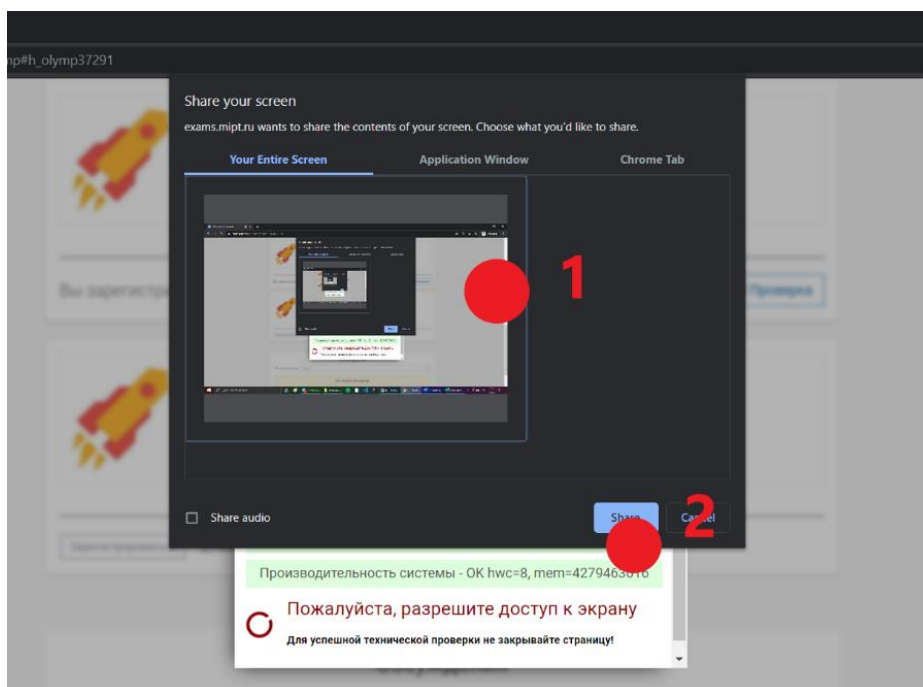 mp#h_olymp37291
Share your screen
exams.mipt.ru wants to share the contents of your screen. Choose what you'd like to share.
Your Entire Screen
Application Window
Chrome Tab
1
Вы зарегистри
Проверка
2
Share audio
Share
Cancel
Производительность системы - OK hwc=8, mem=4279463616
Пожалуйста, разрешите доступ к экрану
Для успешной технической проверки не закрывайте страницу!